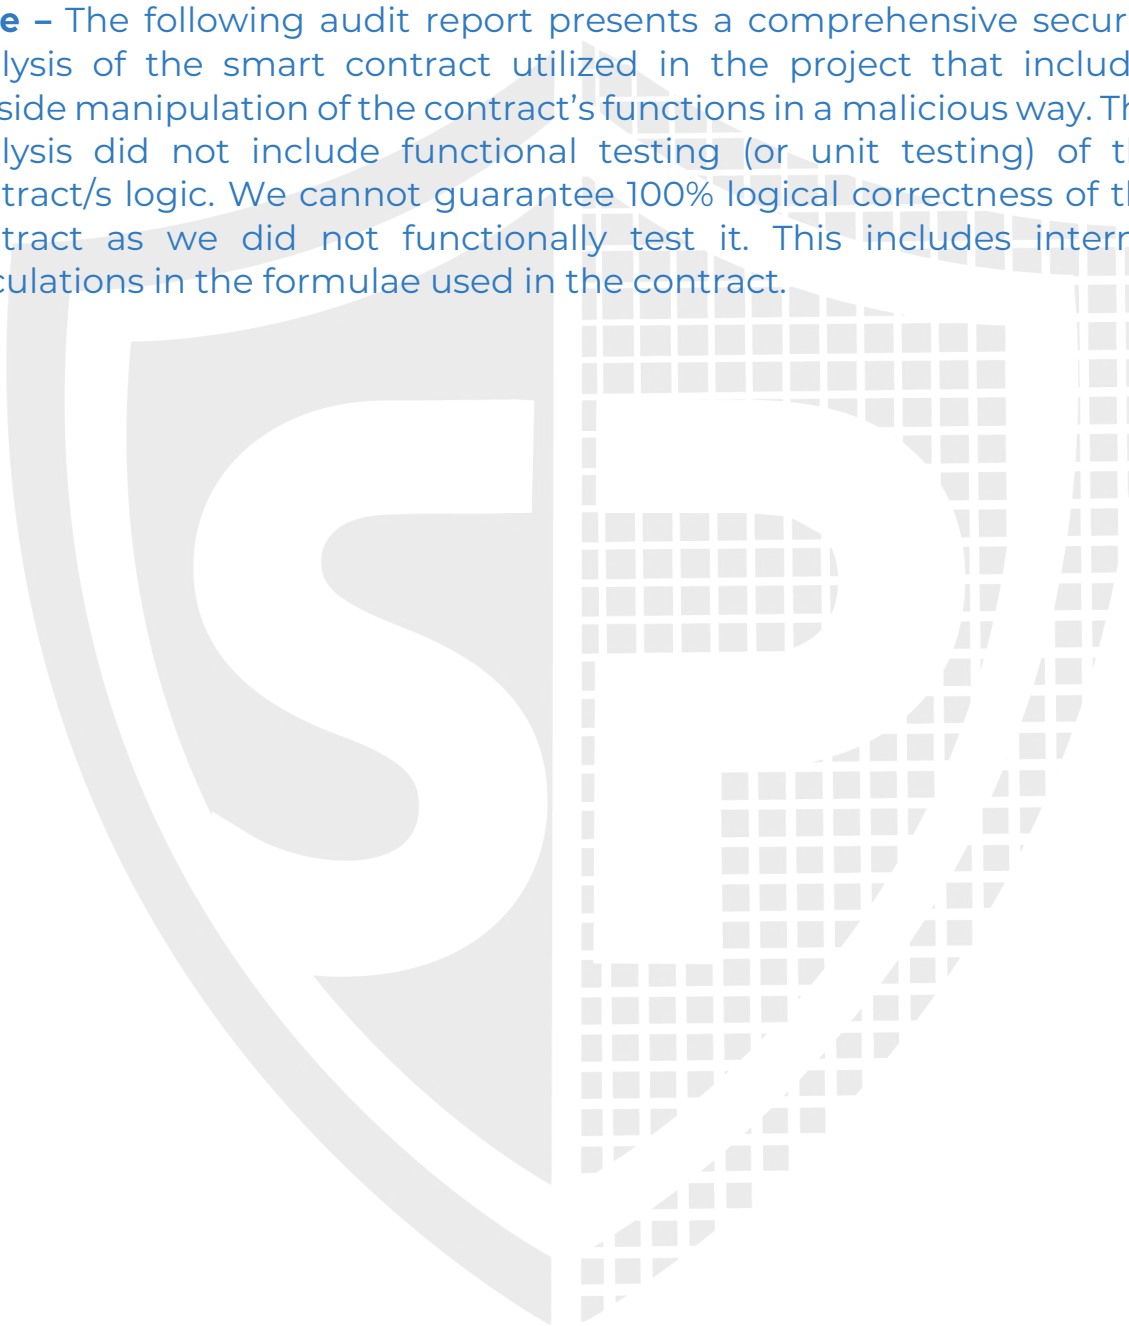 e – The following audit report presents a comprehensive secur
lysis of the smart contract utilized in the project that includ
side manipulation of the contract's functions in a malicious way. Th
lysis did not include functional testing (or unit testing) of th
tract/s logic. We cannot guarantee 100% logical correctness of th
tract as we did not functionally test it. This includes intern
culations in the formulae used in the contract.
SP